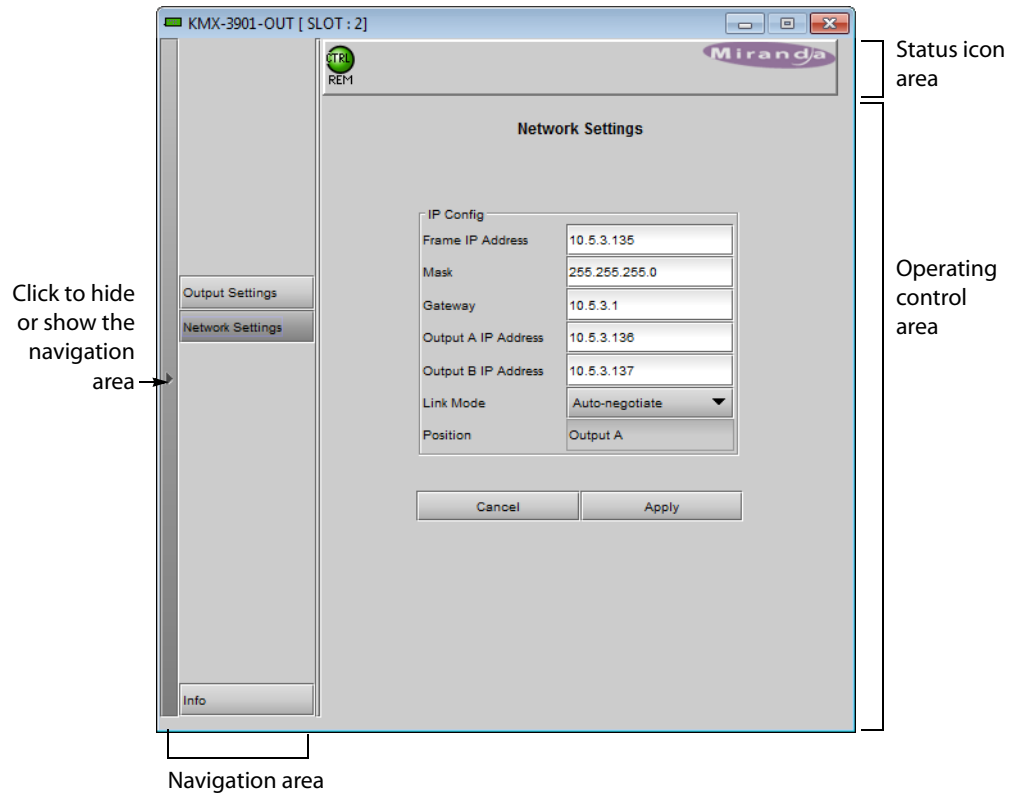 KMX-3901-OUT [ SLOT : 2]
CTRL
REM
Miranda
Status icon
area
Network Settings
IP Config
Frame IP Address 10.5.3.135
Mask 255.255.255.0
Gateway 10.5.3.1
Output A IP Address 10.5.3.136
Output B IP Address 10.5.3.137
Link Mode Auto-negotiate
Position Output A
Cancel Apply
Output Settings
Network Settings
Info
Click to hide
or show the
navigation
area
Operating
control
area
Navigation area